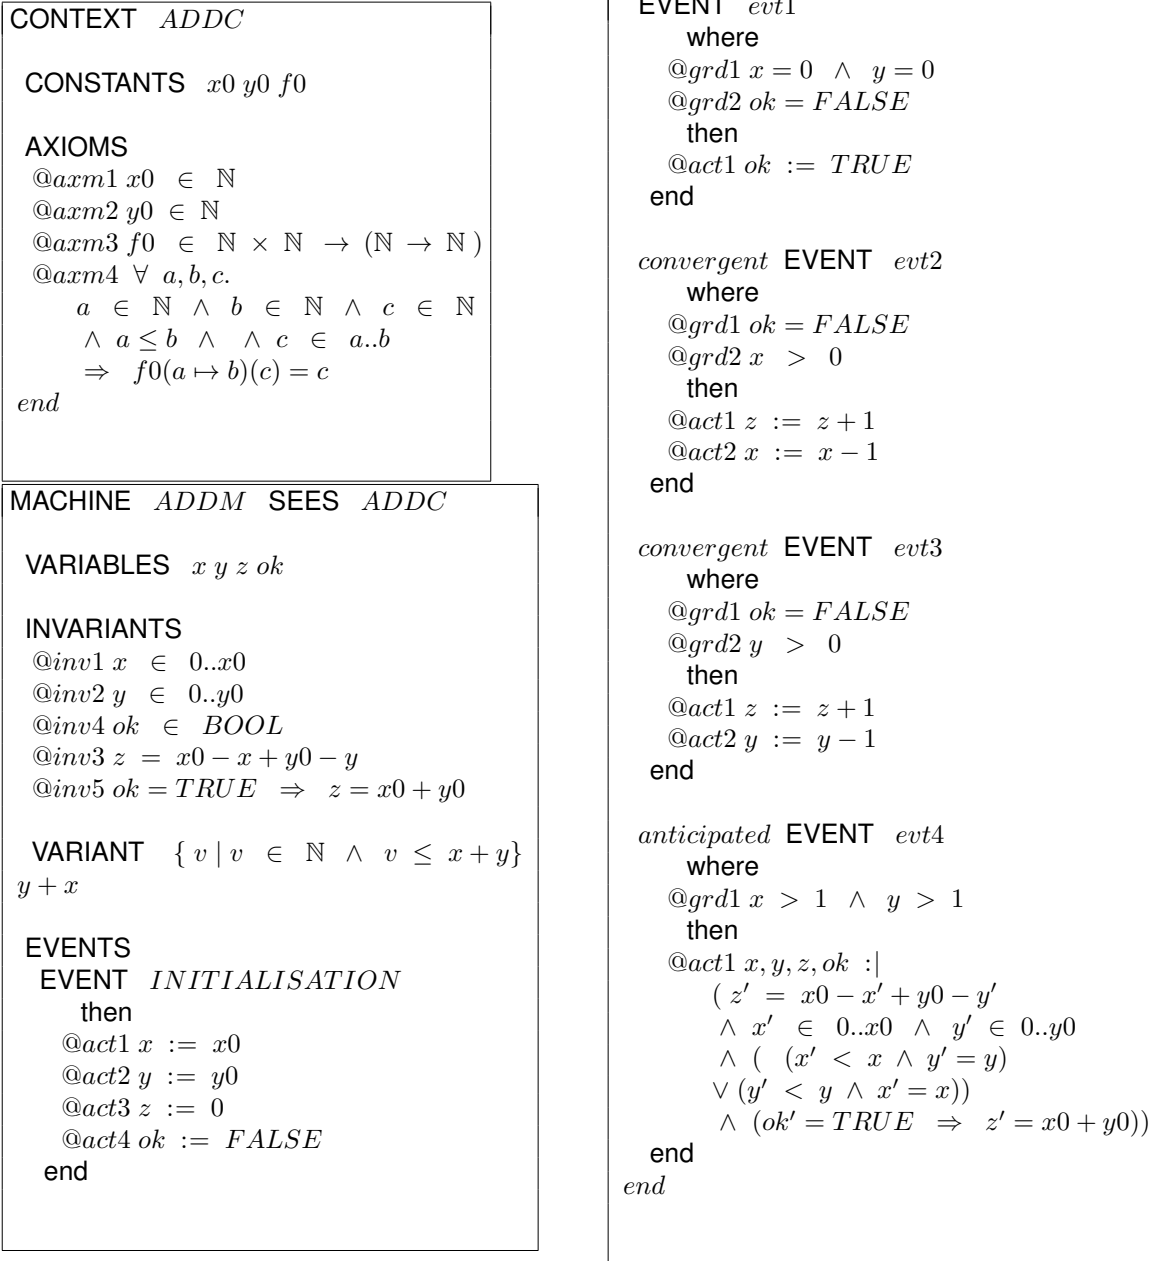 CONTEXT ADDC
CONSTANTS x0 y0 f0
AXIOMS
@axm1 x0 ∈ ℕ
@axm2 y0 ∈ ℕ
@axm3 f0 ∈ ℕ × ℕ → (ℕ → ℕ )
@axm4 ∀ a, b, c.
a ∈ ℕ ∧ b ∈ ℕ ∧ c ∈ ℕ
∧ a ≤ b ∧ ∧ c ∈ a..b
⇒ f0(a ↦ b)(c) = c
end
MACHINE ADDM SEES ADDC
VARIABLES x y z ok
INVARIANTS
@inv1 x ∈ 0..x0
@inv2 y ∈ 0..y0
@inv4 ok ∈ BOOL
@inv3 z = x0 − x + y0 − y
@inv5 ok = TRUE ⇒ z = x0 + y0
VARIANT { v | v ∈ ℕ ∧ v ≤ x + y}
y + x
EVENTS
EVENT INITIALISATION
then
@act1 x := x0
@act2 y := y0
@act3 z := 0
@act4 ok := FALSE
end
EVENT evt1
where
@grd1 x = 0 ∧ y = 0
@grd2 ok = FALSE
then
@act1 ok := TRUE
end
convergent EVENT evt2
where
@grd1 ok = FALSE
@grd2 x > 0
then
@act1 z := z + 1
@act2 x := x − 1
end
convergent EVENT evt3
where
@grd1 ok = FALSE
@grd2 y > 0
then
@act1 z := z + 1
@act2 y := y − 1
end
anticipated EVENT evt4
where
@grd1 x > 1 ∧ y > 1
then
@act1 x, y, z, ok :|
( z′ = x0 − x′ + y0 − y′
∧ x′ ∈ 0..x0 ∧ y′ ∈ 0..y0
∧ ( (x′ < x ∧ y′ = y)
∨ (y′ < y ∧ x′ = x))
∧ (ok′ = TRUE ⇒ z′ = x0 + y0))
end
end